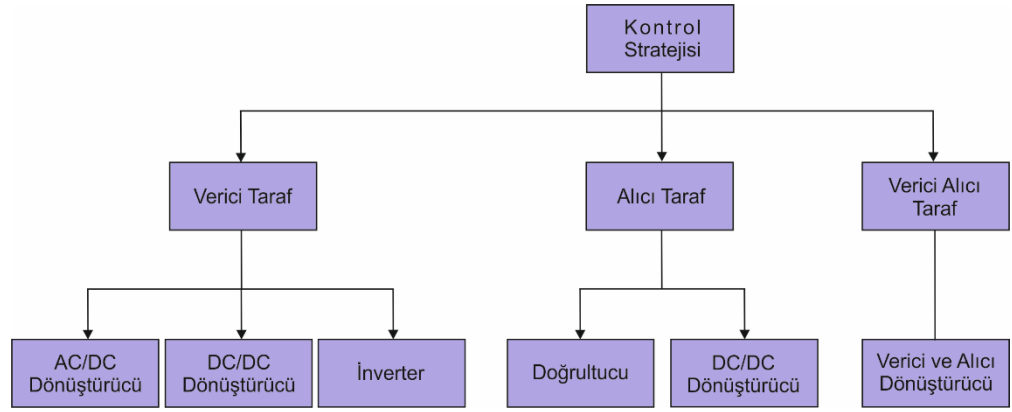 Kontrol
Stratejisi
Verici Taraf
Alıcı Taraf
Verici Alıcı
Taraf
AC/DC
Dönüştürücü
DC/DC
Dönüştürücü
İnverter
Doğrultucu
DC/DC
Dönüştürücü
Verici ve Alıcı
Dönüştürücü